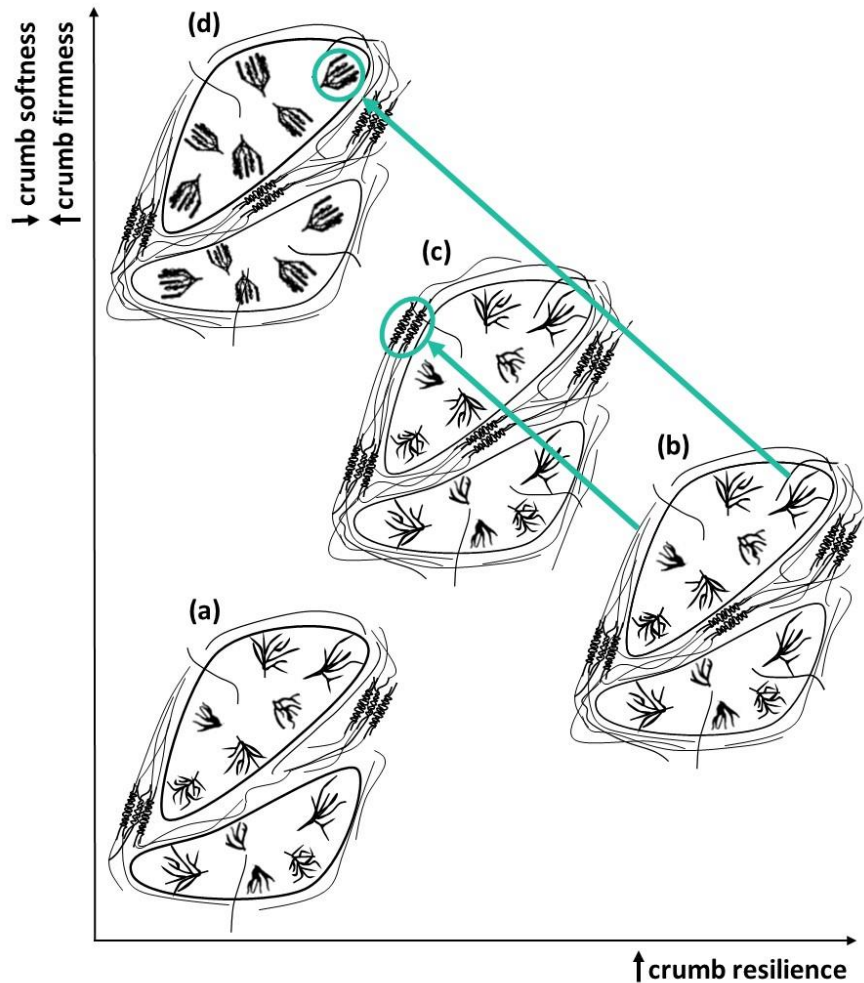 ↓ crumb softness
↑ crumb firmness
(d)
(c)
(b)
(a)
↑ crumb resilience